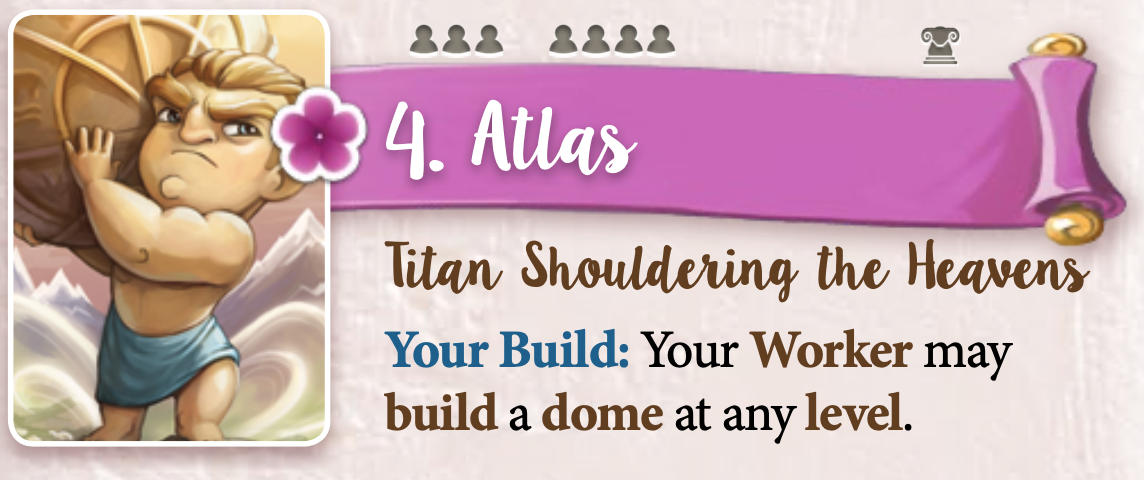 4. Atlas
Titan Shouldering the Heavens
Your Build: Your Worker may
build a dome at any level.